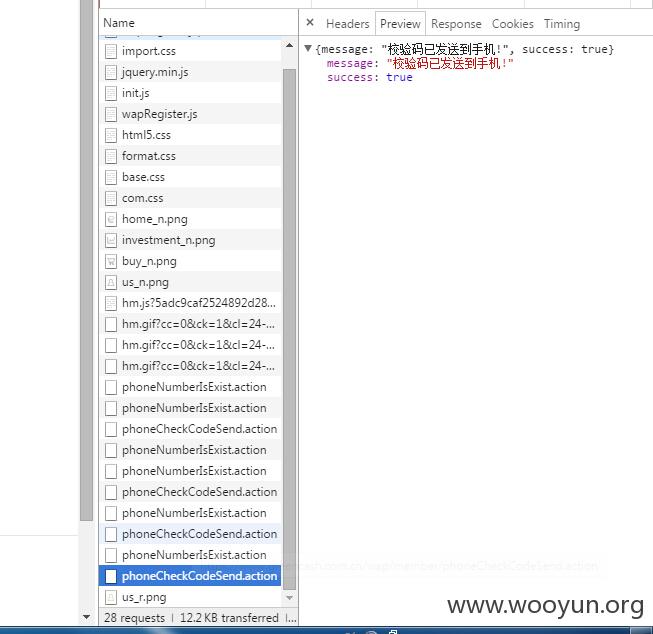 Name
import.css
jquery.min.js
init.js
wapRegister.js
html5.css
format.css
base.css
com.css
home_n.png
investment_n.png
buy_n.png
us_n.png
hm.js?5adc9caf2524892d28...
hm.gif?cc=0&ck=1&cl=24-...
hm.gif?cc=0&ck=1&cl=24-...
hm.gif?cc=0&ck=1&cl=24-...
phoneNumberIsExist.action
phoneNumberIsExist.action
phoneCheckCodeSend.action
phoneNumberIsExist.action
phoneNumberIsExist.action
phoneCheckCodeSend.action
phoneNumberIsExist.action
phoneCheckCodeSend.action
phoneNumberIsExist.action
phoneCheckCodeSend.action
us_r.png
28 requests | 12.2 KB transferred | ...
× Headers Preview Response Cookies Timing
▼{message: "校验码已发送到手机!", success: true}
message: "校验码已发送到手机!"
success: true
cash.com.cn/wap/member/phoneCheckCodeSend.action
www.wooyun.org